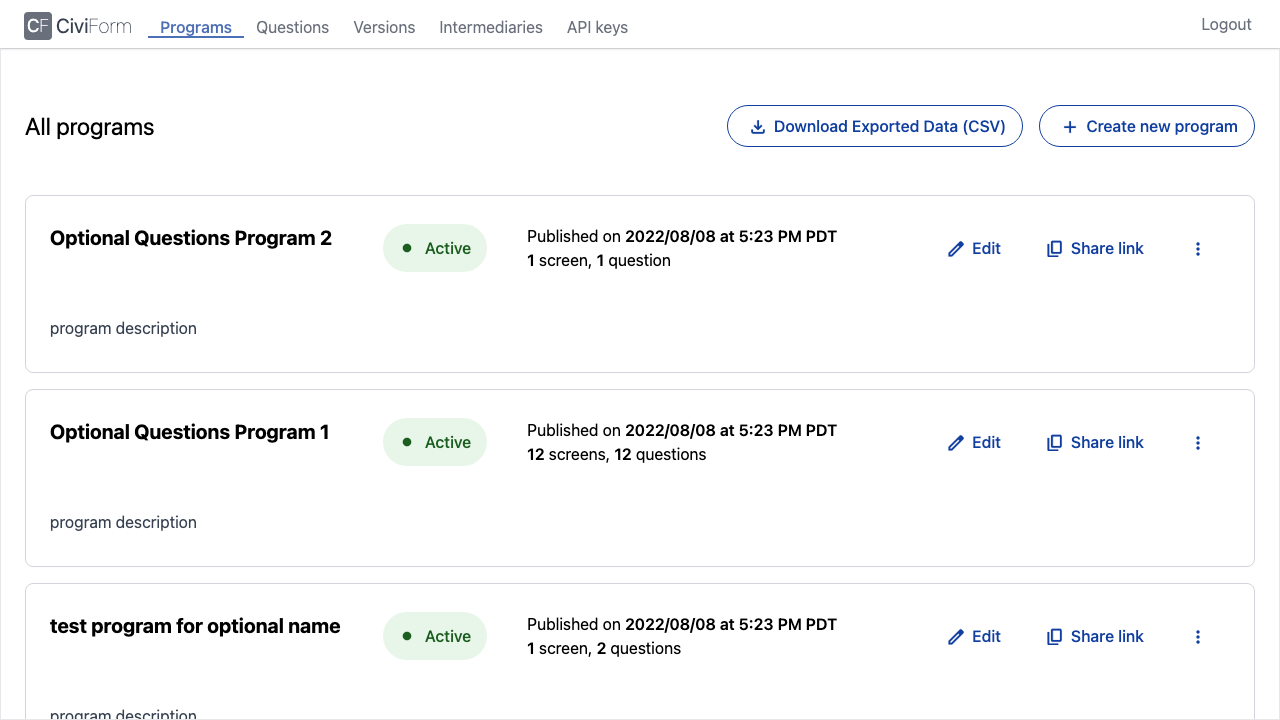 CF CiviForm Programs Questions Versions Intermediaries API keys Logout
All programs Download Exported Data (CSV) Create new program
Optional Questions Program 2 Active Published on 2022/08/08 at 5:23 PM PDT Edit Share link
1 screen, 1 question
program description
Optional Questions Program 1 Active Published on 2022/08/08 at 5:23 PM PDT Edit Share link
12 screens, 12 questions
program description
test program for optional name Active Published on 2022/08/08 at 5:23 PM PDT Edit Share link
1 screen, 2 questions
program description